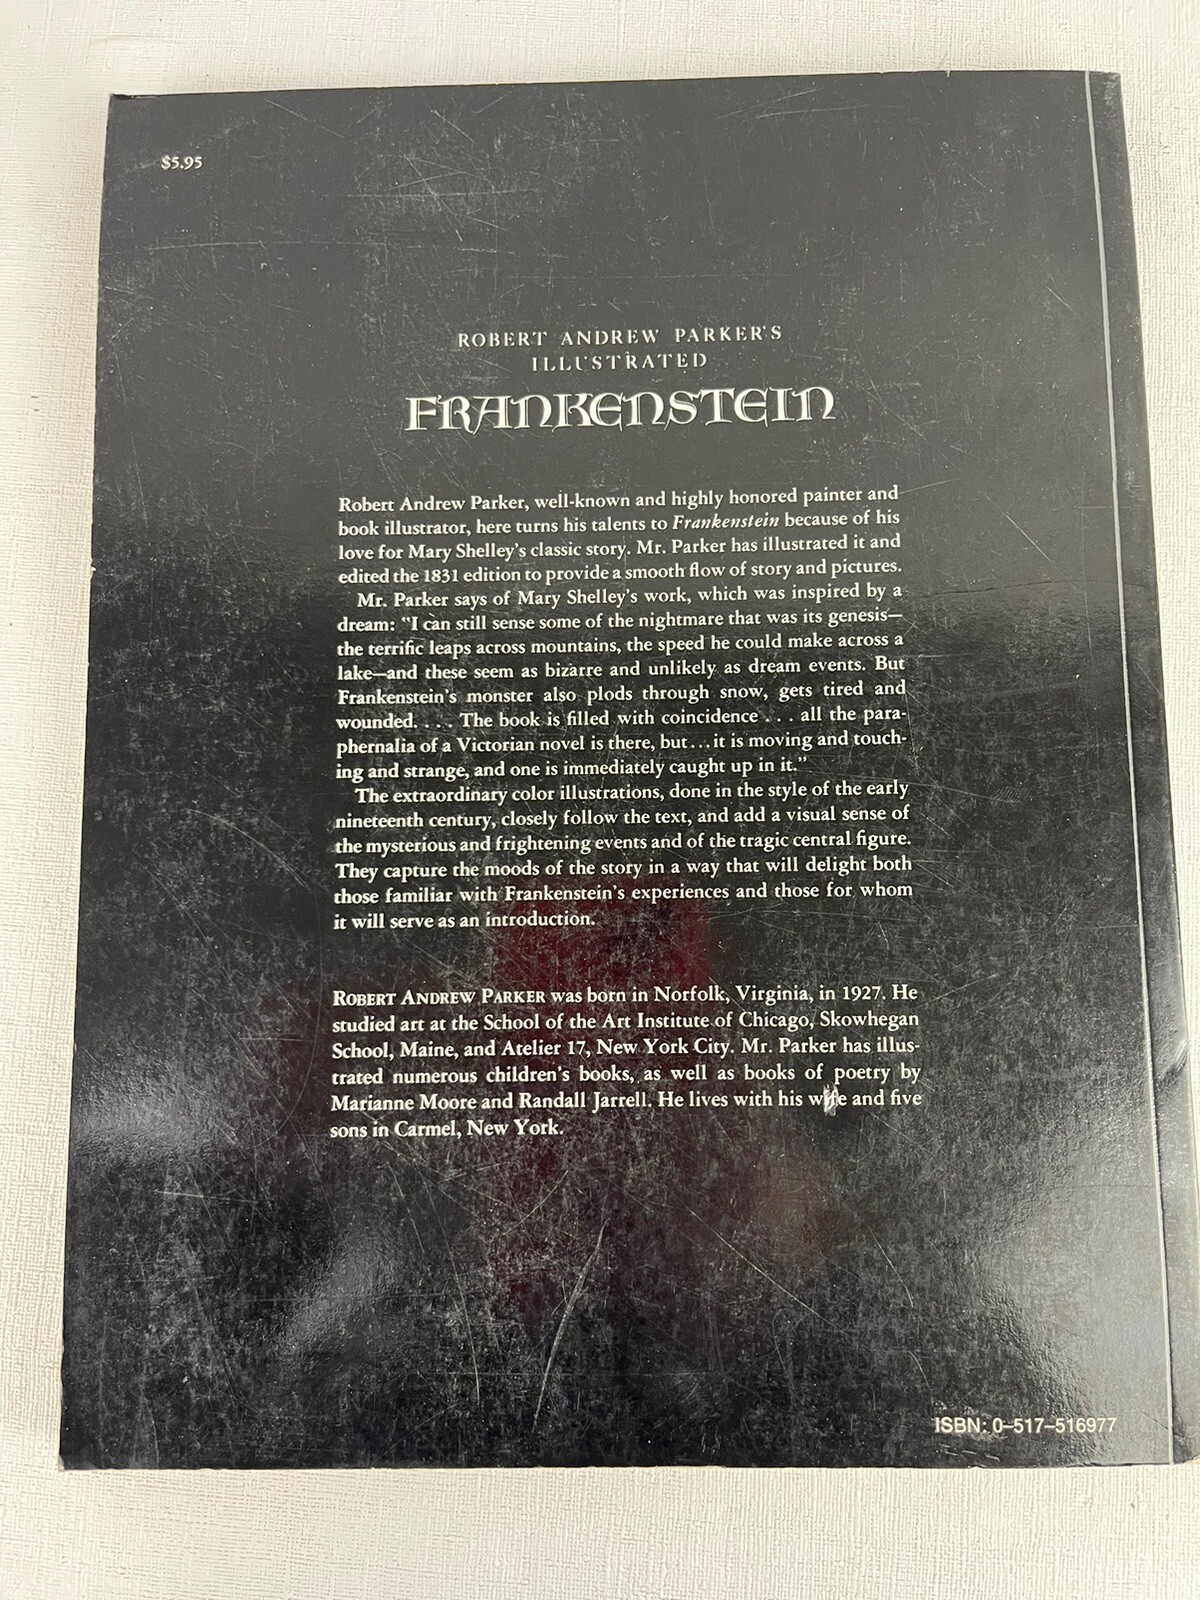 $5.95
ROBERT ANDREW PARKER'S
ILLUSTRATED
FRANKENSTEIN
Robert Andrew Parker, well-known and highly honored painter and
book illustrator, here turns his talents to Frankenstein because of his
love for Mary Shelley's classic story. Mr. Parker has illustrated it and
edited the 1831 edition to provide a smooth flow of story and pictures.
Mr. Parker says of Mary Shelley's work, which was inspired by a
dream: "I can still sense some of the nightmare that was its genesis—
the terrific leaps across mountains, the speed he could make across a
lake—and these seem as bizarre and unlikely as dream events. But
Frankenstein's monster also plods through snow, gets tired and
wounded. . . . The book is filled with coincidence . . . all the para-
phernalia of a Victorian novel is there, but...it is moving and touch-
ing and strange, and one is immediately caught up in it."
The extraordinary color illustrations, done in the style of the early
nineteenth century, closely follow the text, and add a visual sense of
the mysterious and frightening events and of the tragic central figure.
They capture the moods of the story in a way that will delight both
those familiar with Frankenstein's experiences and those for whom
it will serve as an introduction.
ROBERT ANDREW PARKER was born in Norfolk, Virginia, in 1927. He
studied art at the School of the Art Institute of Chicago, Skowhegan
School, Maine, and Atelier 17, New York City. Mr. Parker has illus-
trated numerous children's books, as well as books of poetry by
Marianne Moore and Randall Jarrell. He lives with his wife and five
sons in Carmel, New York.
ISBN: 0–517–516977